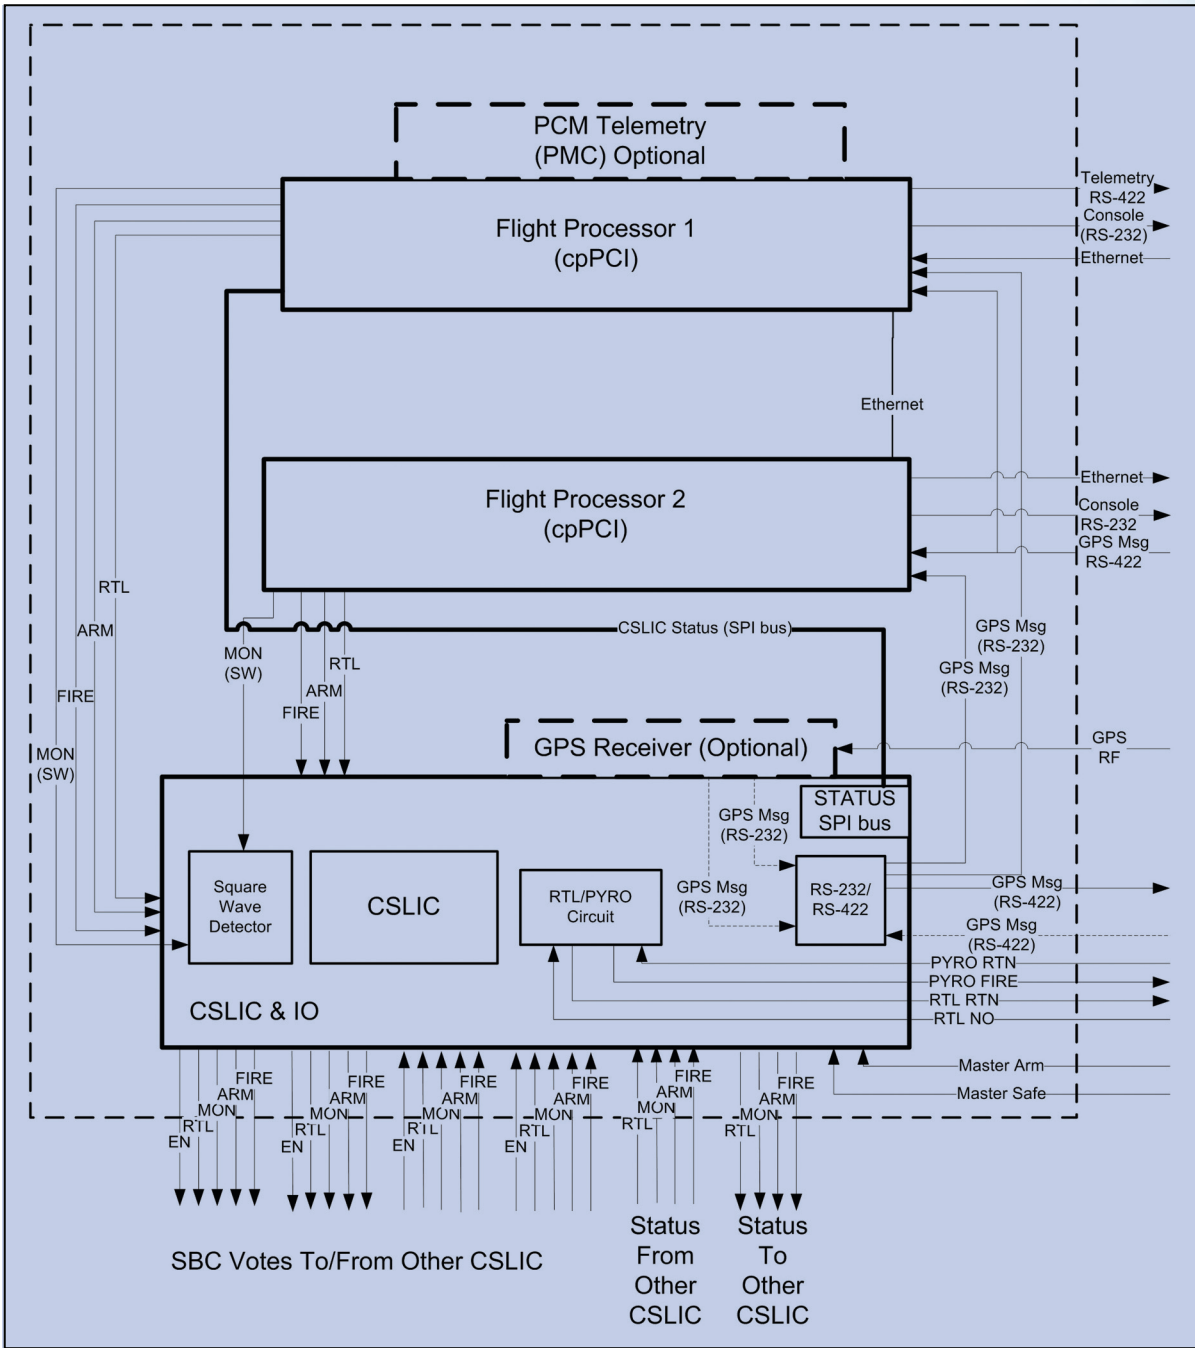 PCM Telemetry
(PMC) Optional
Telemetry
RS-422
Console
(RS-232)
Ethernet
Flight Processor 1
(cpPCI)
Ethernet
Flight Processor 2
(cpPCI)
Ethernet
Console
RS-232
GPS Msg
RS-422
RTL
ARM
FIRE
MON
(SW)
MON
(SW)
FIRE
ARM
RTL
CSLIC Status (SPI bus)
GPS Msg
(RS-232)
GPS Msg
(RS-232)
GPS Receiver (Optional)
GPS
RF
STATUS
SPI bus
GPS Msg
(RS-232)
GPS Msg
(RS-232)
Square
Wave
Detector
CSLIC
RTL/PYRO
Circuit
RS-232/
RS-422
GPS Msg
(RS-422)
GPS Msg
(RS-422)
PYRO RTN
PYRO FIRE
RTL RTN
RTL NO
CSLIC & IO
Master Arm
Master Safe
EN
RTL
MON
ARM
FIRE
EN
RTL
MON
ARM
FIRE
EN
RTL
MON
ARM
FIRE
EN
RTL
MON
ARM
FIRE
RTL
MON
ARM
FIRE
RTL
MON
ARM
FIRE
SBC Votes To/From Other CSLIC
Status
From
Other
CSLIC
Status
To
Other
CSLIC